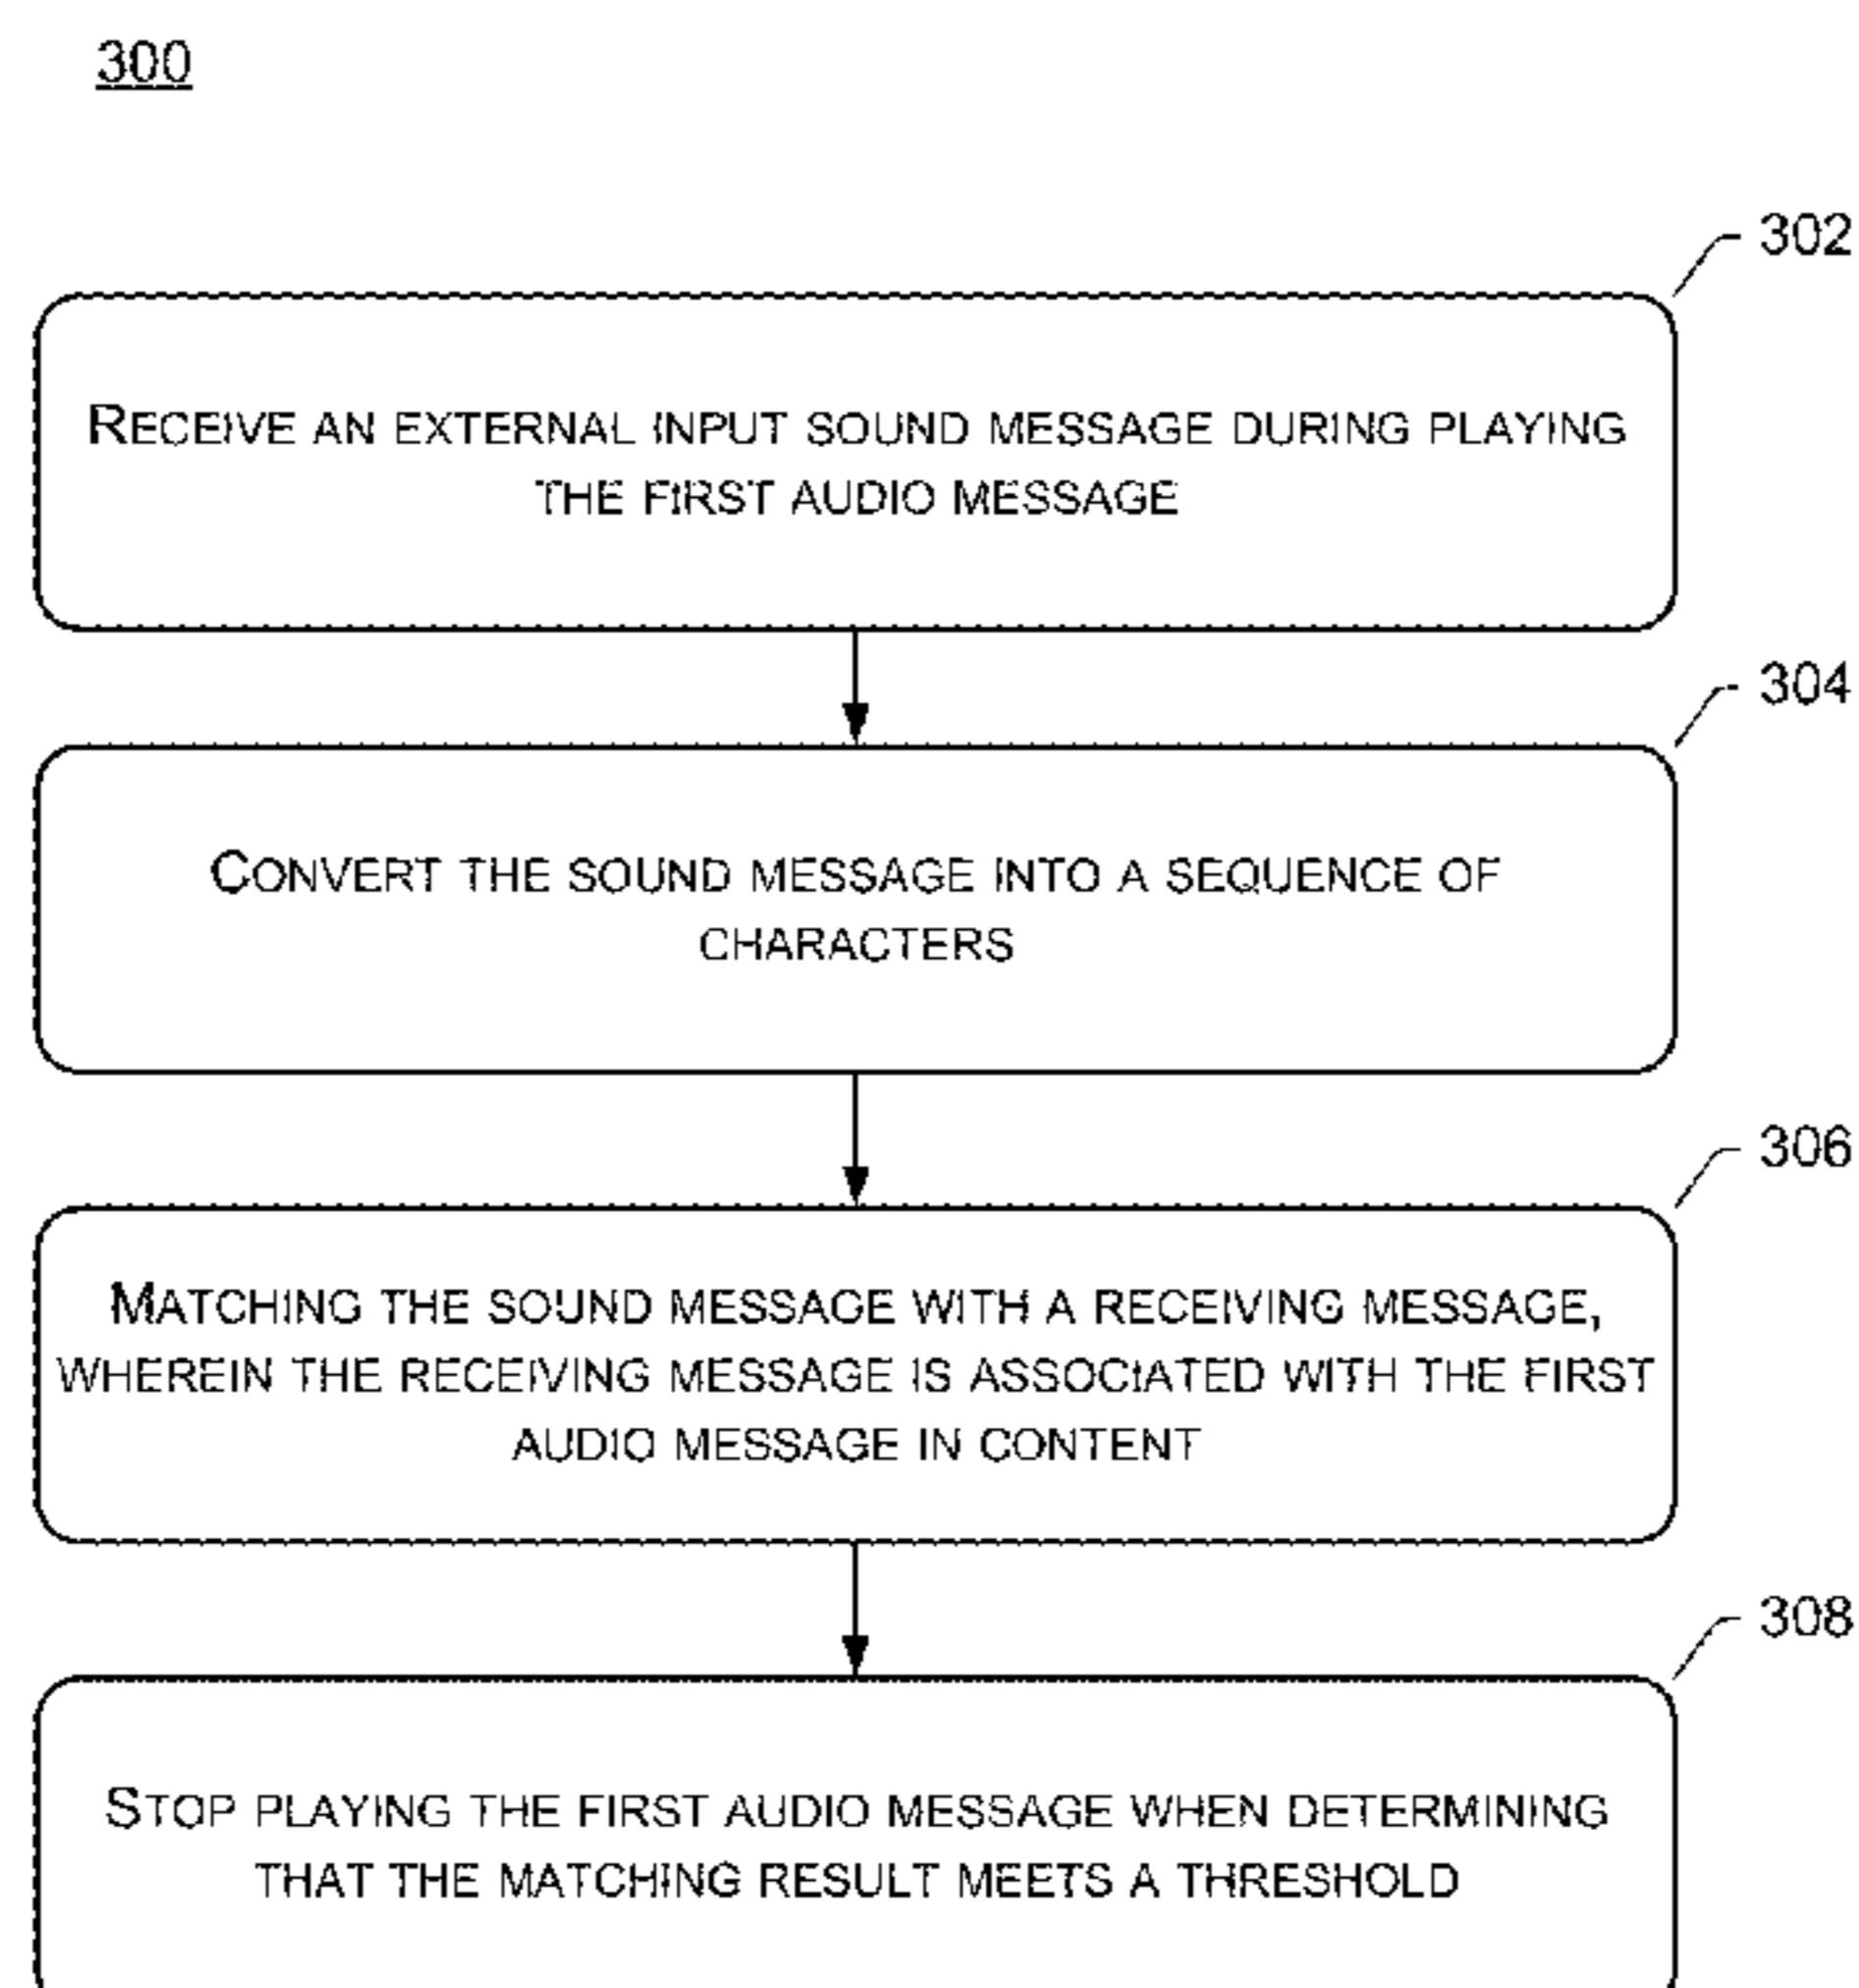 300
302
RECEIVE AN EXTERNAL INPUT SOUND MESSAGE DURING PLAYING
THE FIRST AUDIO MESSAGE
304
CONVERT THE SOUND MESSAGE INTO A SEQUENCE OF
CHARACTERS
306
MATCHING THE SOUND MESSAGE WITH A RECEIVING MESSAGE,
WHEREIN THE RECEIVING MESSAGE IS ASSOCIATED WITH THE FIRST
AUDIO MESSAGE IN CONTENT
308
STOP PLAYING THE FIRST AUDIO MESSAGE WHEN DETERMINING
THAT THE MATCHING RESULT MEETS A THRESHOLD